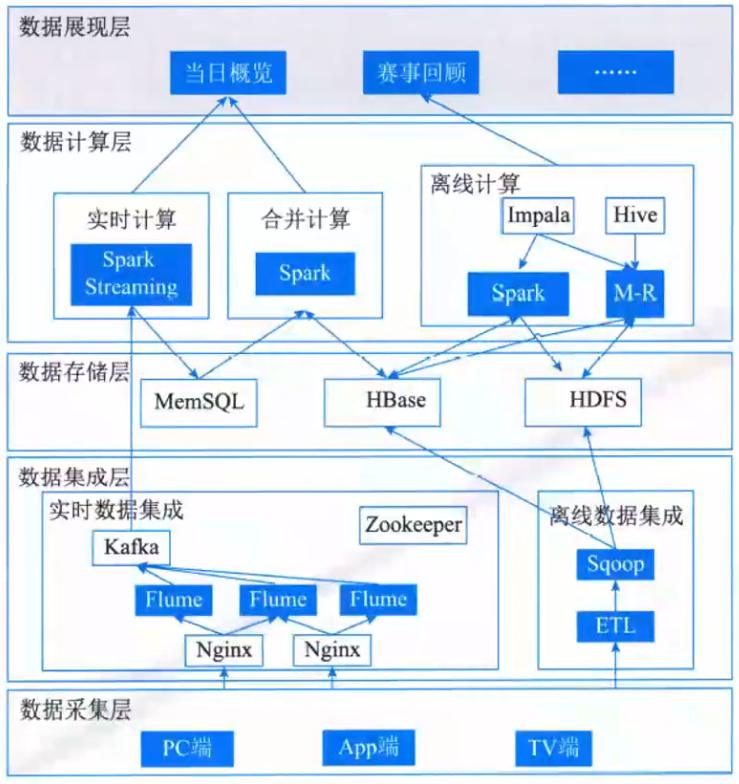 数据展现层
当日概览
赛事回顾
……
数据计算层
离线计算
实时计算
合并计算
Impala
Hive
Spark
Streaming
Spark
Spark
M-R
数据存储层
MemSQL
HBase
HDFS
数据集成层
实时数据集成
Zookeeper
离线数据集成
Kafka
Sqoop
Flume
Flume
Flume
ETL
Nginx
Nginx
数据采集层
PC端
App端
TV端